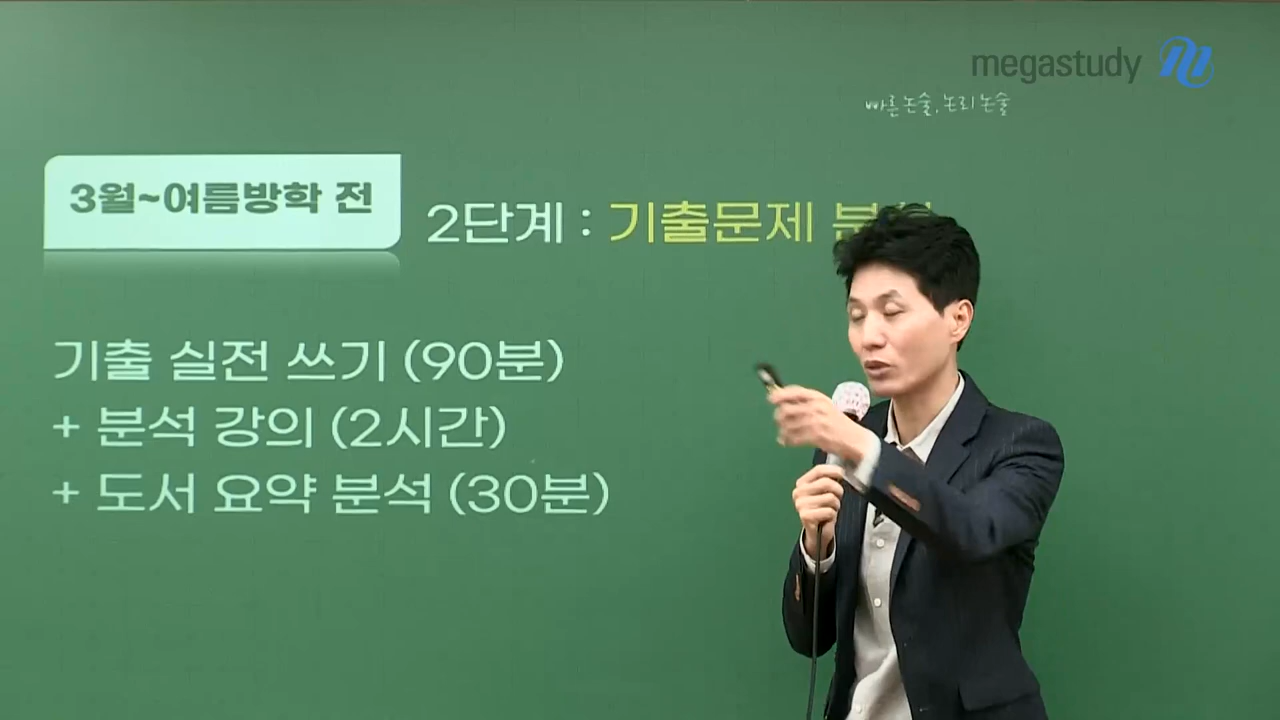 megastudy
빠른논술, 논리논술
3월~여름방학 전
2단계 : 기출문제
기출 실전 쓰기 (90분)
+ 분석 강의 (2시간)
+ 도서 요약 분석 (30분)